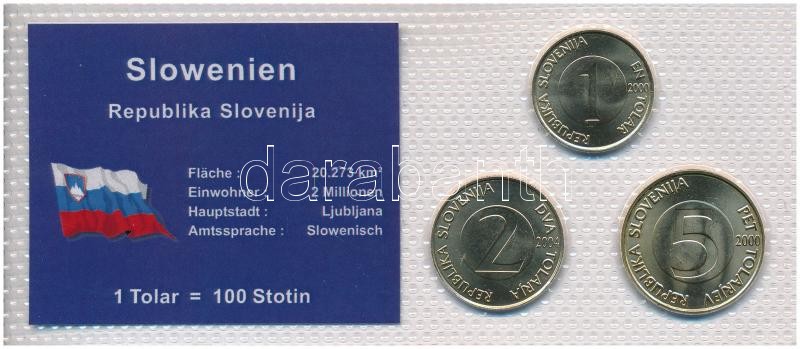 Slowenien
Republika Slovenija
Fläche : 20.273 km²
Einwohner : 2 Millionen
Hauptstadt : Ljubljana
Amtssprache : Slowenisch
1 Tolar = 100 Stotin
REPUBLIKA SLOVENIJA
EN TOLAR
2000
1
REPUBLIKA SLOVENIJA
DVA TOLARJA
2004
2
REPUBLIKA SLOVENIJA
PET TOLARJEV
2000
5
darabanth